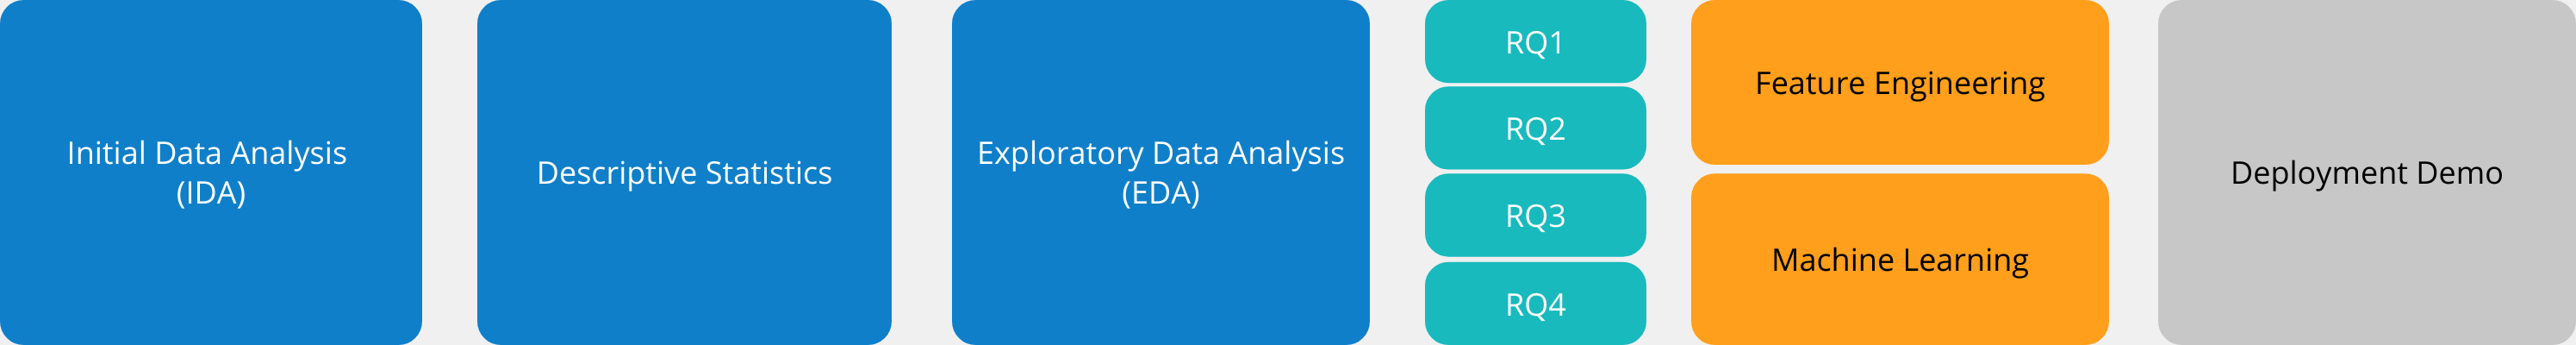 Initial Data Analysis
(IDA)
Descriptive Statistics
Exploratory Data Analysis
(EDA)
RQ1
RQ2
RQ3
RQ4
Feature Engineering
Machine Learning
Deployment Demo